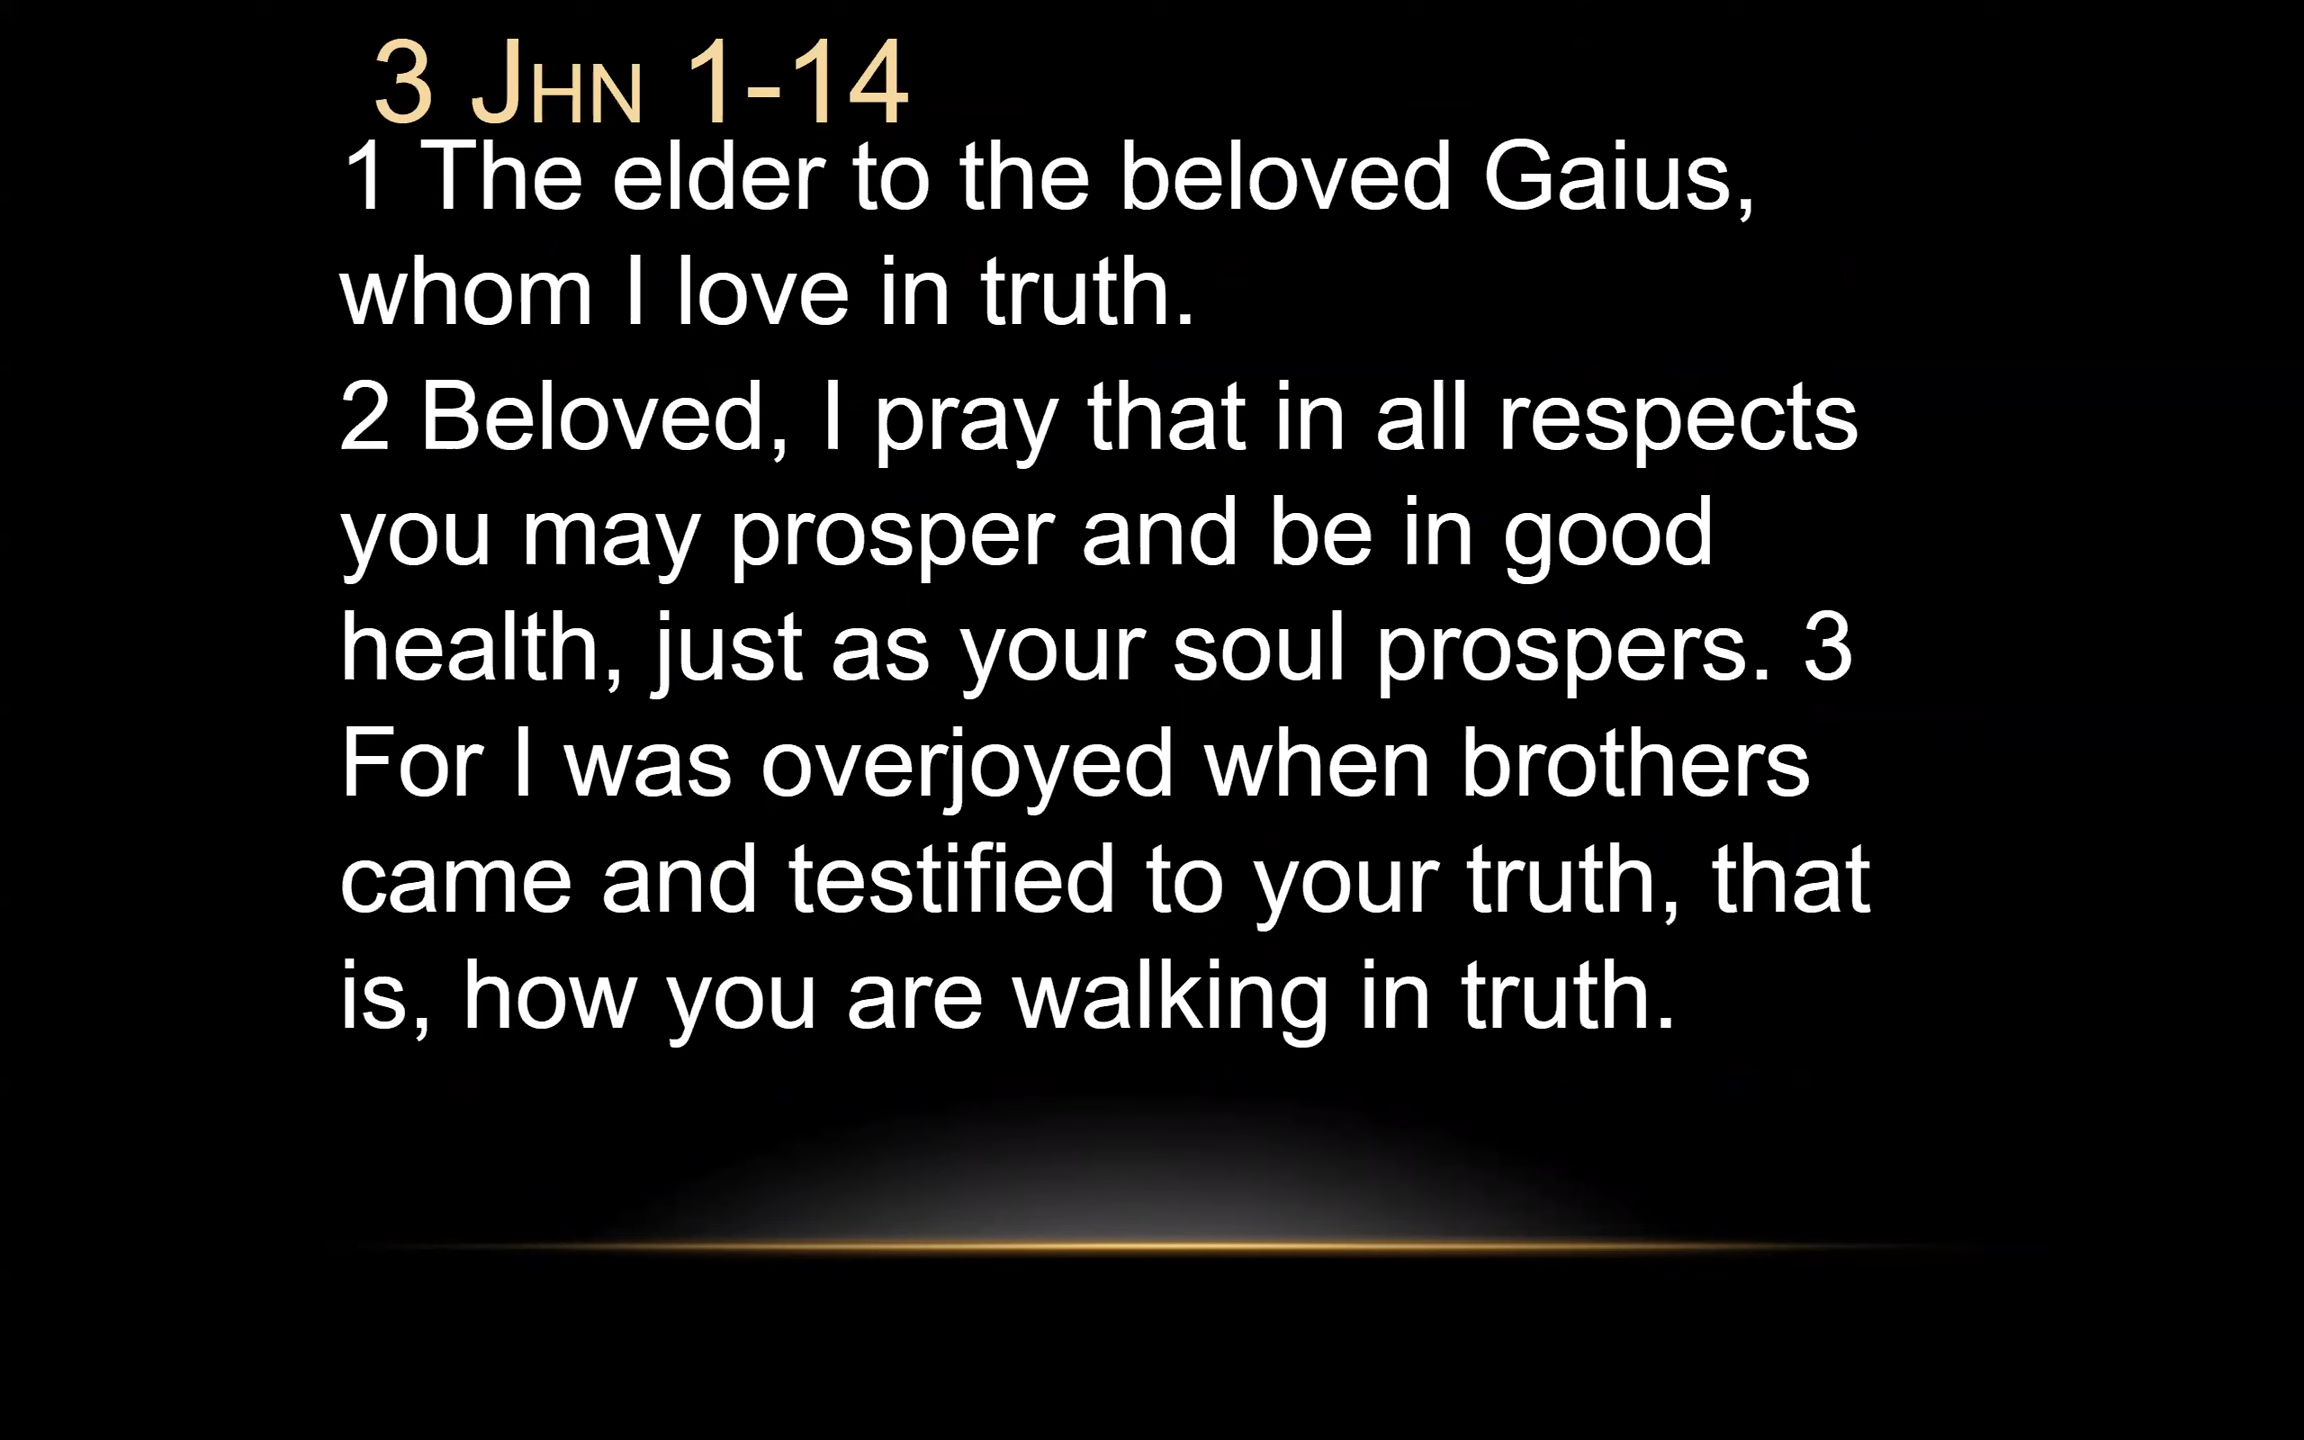 3 JHN 1-14
1 The elder to the beloved Gaius,
whom I love in truth.
2 Beloved, I pray that in all respects
you may prosper and be in good
health, just as your soul prospers. 3
For I was overjoyed when brothers
came and testified to your truth, that
is, how you are walking in truth.